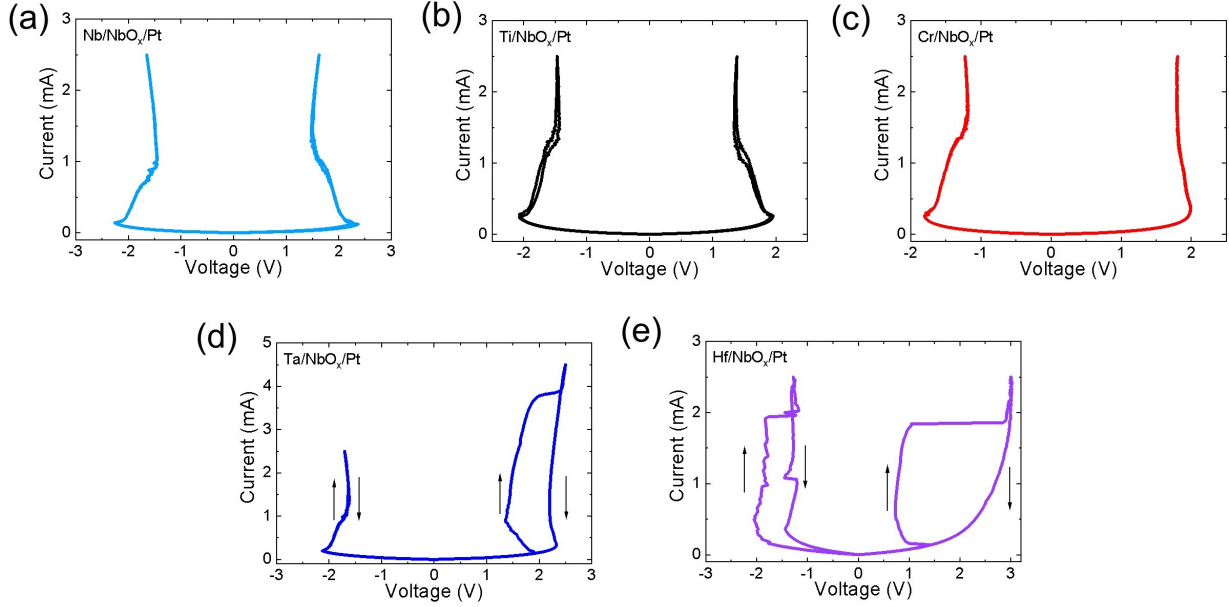 (a)
Nb/NbOₓ/Pt
3
2
1
0
Current (mA)
-3 -2 -1 0 1 2 3
Voltage (V)
(b)
Ti/NbOₓ/Pt
3
2
1
0
Current (mA)
-2 -1 0 1 2
Voltage (V)
(c)
Cr/NbOₓ/Pt
3
2
1
0
Current (mA)
-2 -1 0 1 2
Voltage (V)
(d)
Ta/NbOₓ/Pt
5
4
3
2
1
0
Current (mA)
-3 -2 -1 0 1 2 3
Voltage (V)
(e)
Hf/NbOₓ/Pt
3
2
1
0
Current (mA)
-3 -2 -1 0 1 2 3
Voltage (V)